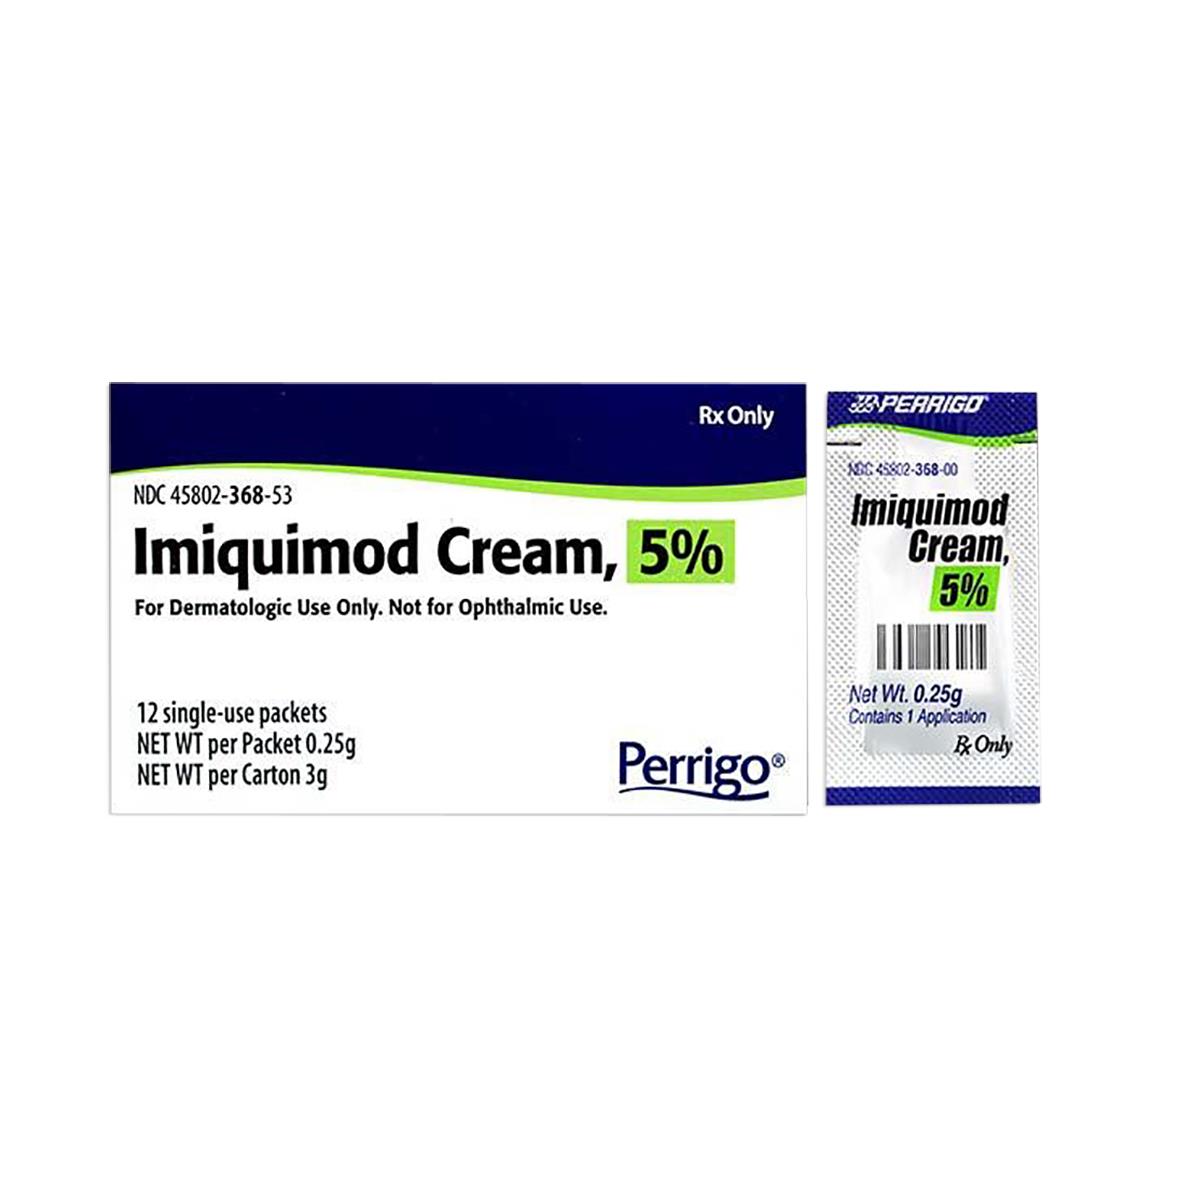 Rx Only
NDC 45802-368-53
Imiquimod Cream, 5%
For Dermatologic Use Only. Not for Ophthalmic Use.
12 single-use packets
NET WT per Packet 0.25g
NET WT per Carton 3g
Perrigo®
PERRIGO®
NDC 45802-368-00
Imiquimod
Cream,
5%
Net Wt. 0.25g
Contains 1 Application
Rx Only